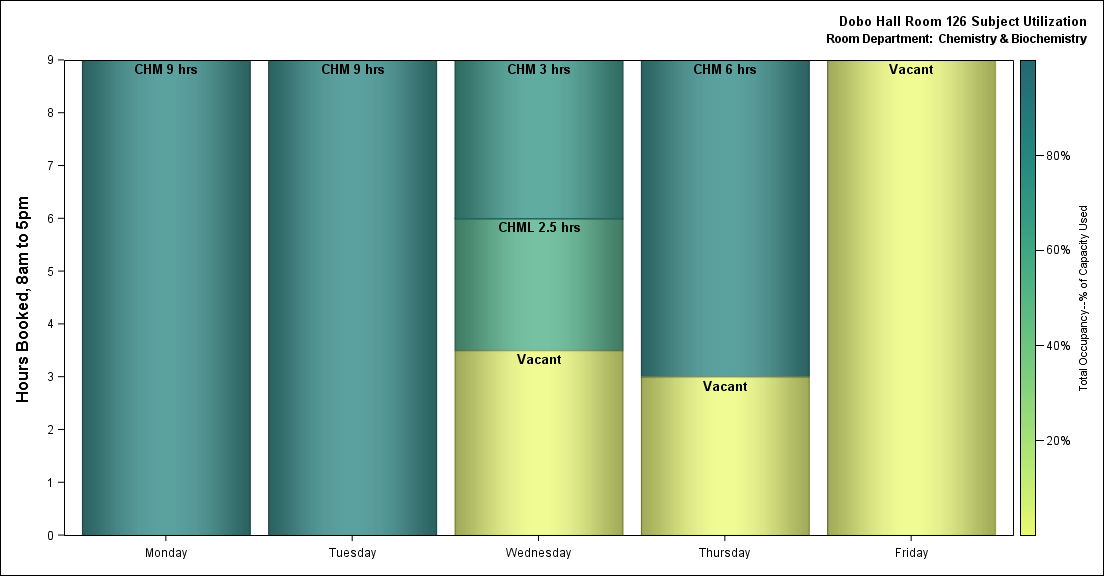 Dobo Hall Room 126 Subject Utilization
Room Department: Chemistry & Biochemistry
Hours Booked, 8am to 5pm
9
8
7
6
5
4
3
2
1
0
CHM 9 hrs
CHM 9 hrs
CHM 3 hrs
CHML 2.5 hrs
Vacant
CHM 6 hrs
Vacant
Vacant
Monday
Tuesday
Wednesday
Thursday
Friday
80%
60%
40%
20%
Total Occupancy--% of Capacity Used